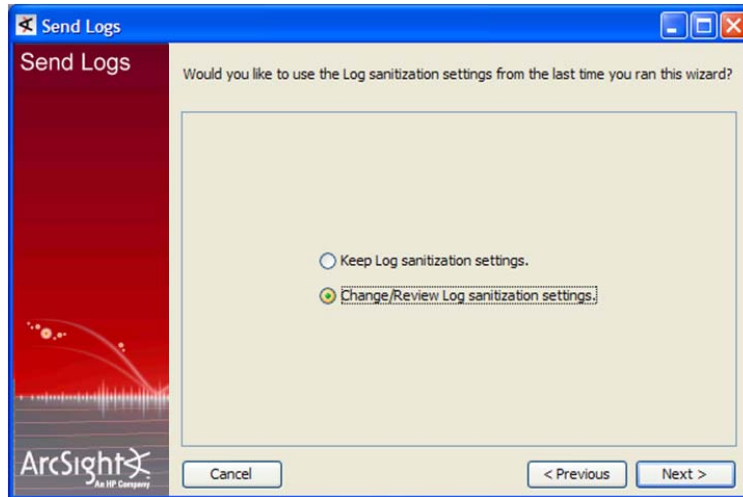 Send Logs
Send Logs
Would you like to use the Log sanitization settings from the last time you ran this wizard?
Keep Log sanitization settings.
Change/Review Log sanitization settings.
ArcSight
An HP Company
Cancel
< Previous
Next >